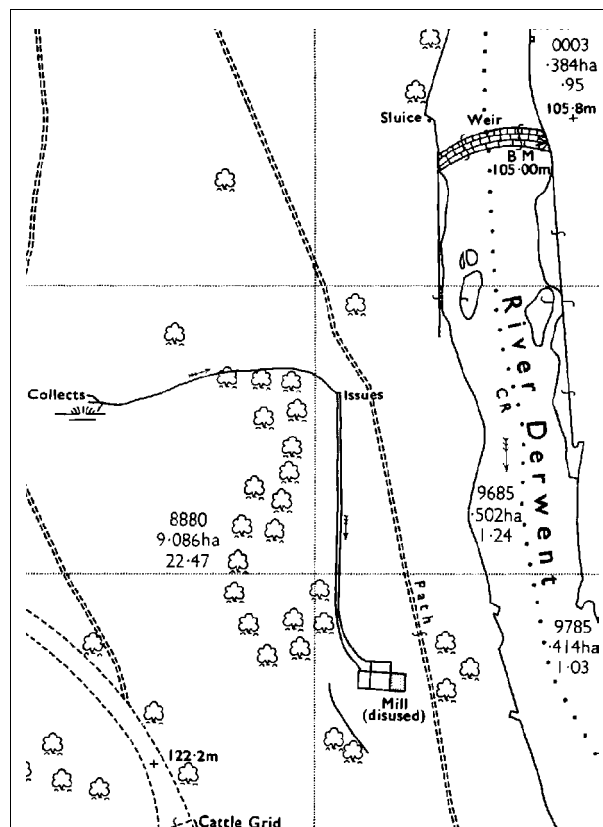 0003
·384ha
·95
105·8m
Sluice
Weir
B M
105·00m
River Derwent
CR
Collects
Issues
9685
·502ha
1·24
8880
9·086ha
22·47
Path
9785
·414ha
1·03
Mill
(disused)
122·2m
Cattle Grid